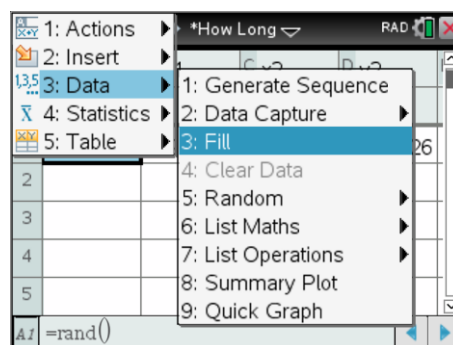 1: Actions
*How Long
RAD
2: Insert
3: Data
4: Statistics
5: Table
1: Generate Sequence
2: Data Capture
3: Fill
4: Clear Data
5: Random
6: List Maths
7: List Operations
8: Summary Plot
9: Quick Graph
26
2
3
4
5
A1 =rand()